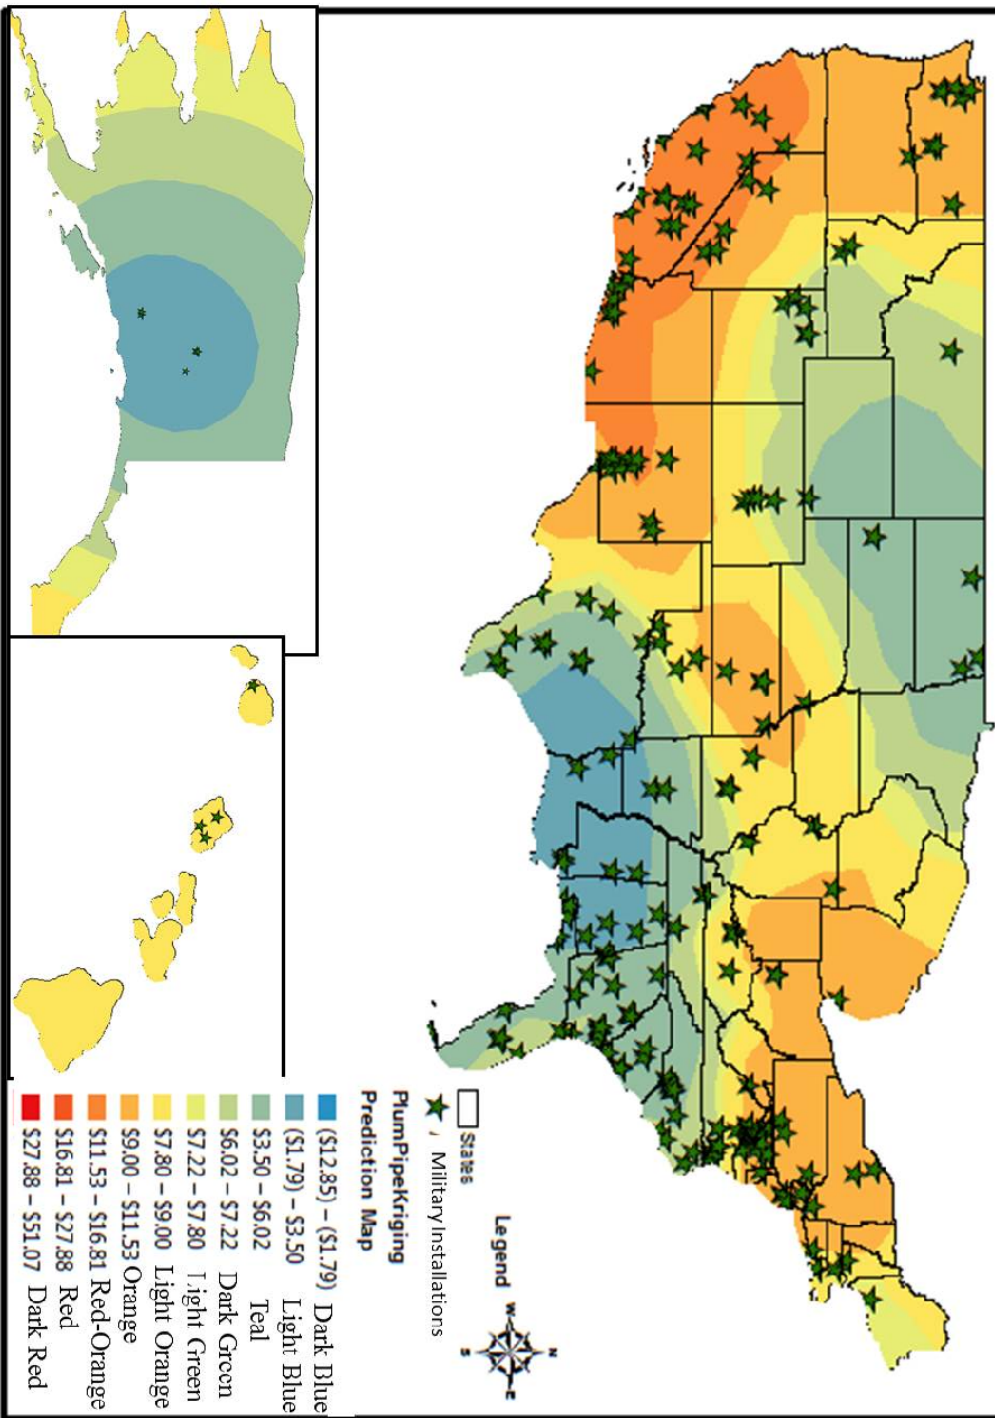 Legend
N
W
E
S
States
Military Installations
PlumPipeKriging
Prediction Map
($12.85) – ($1.79) Dark Blue
($1.79) – $3.50 Light Blue
$3.50 – $6.02 Teal
$6.02 – $7.22 Dark Green
$7.22 – $7.80 Light Green
$7.80 – $9.00 Light Orange
$9.00 – $11.53 Orange
$11.53 – $16.81 Red-Orange
$16.81 – $27.88 Red
$27.88 – $51.07 Dark Red